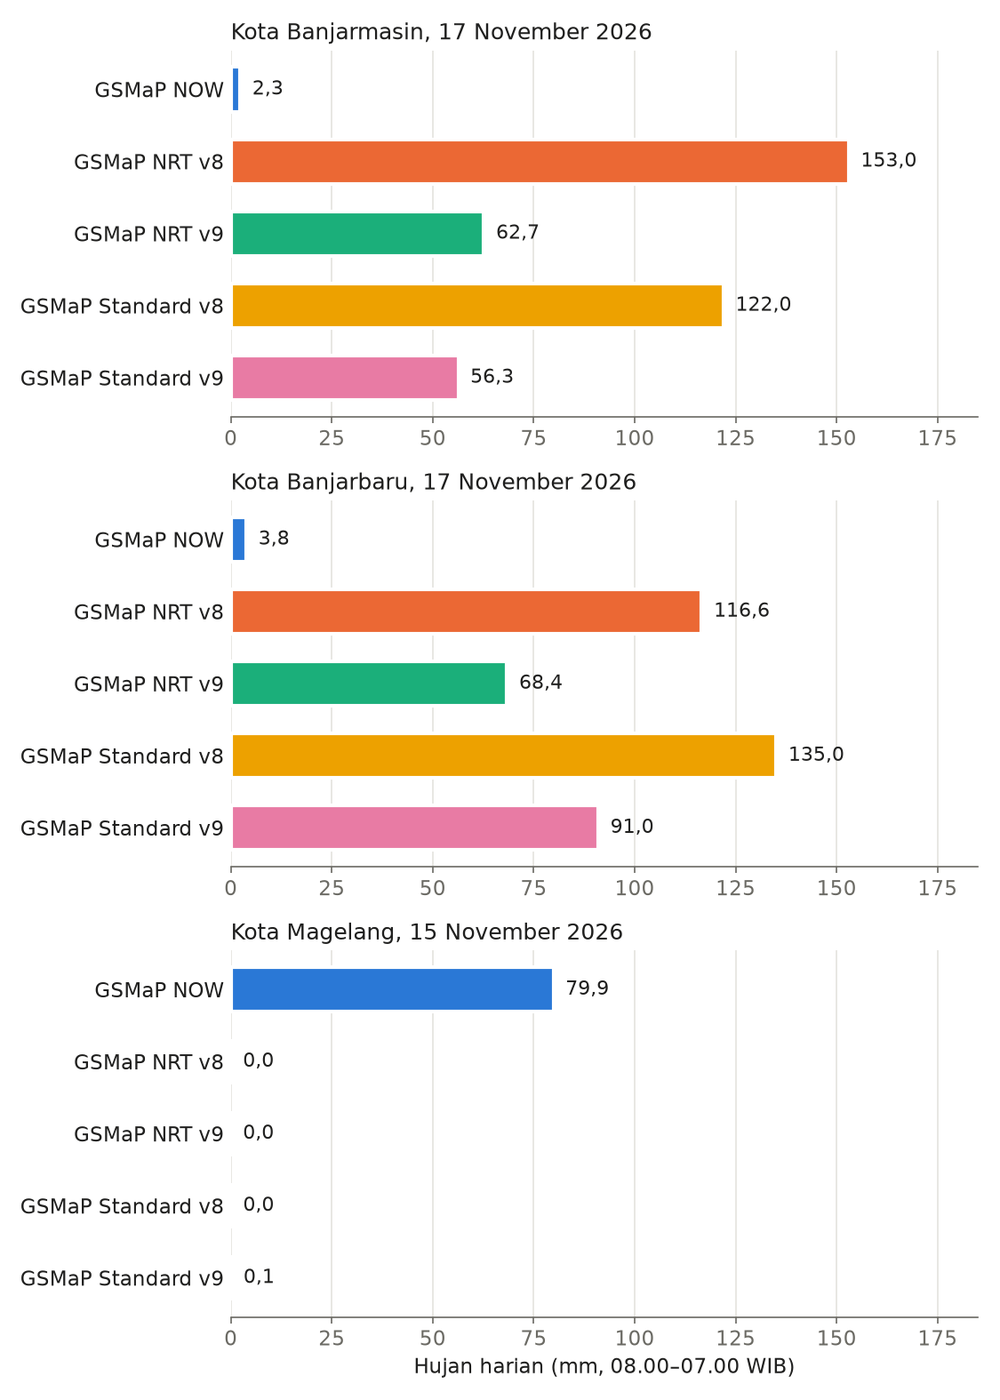 Kota Banjarmasin, 17 November 2026
GSMaP NOW 2,3
GSMaP NRT v8 153,0
GSMaP NRT v9 62,7
GSMaP Standard v8 122,0
GSMaP Standard v9 56,3
0 25 50 75 100 125 150 175
Kota Banjarbaru, 17 November 2026
GSMaP NOW 3,8
GSMaP NRT v8 116,6
GSMaP NRT v9 68,4
GSMaP Standard v8 135,0
GSMaP Standard v9 91,0
0 25 50 75 100 125 150 175
Kota Magelang, 15 November 2026
GSMaP NOW 79,9
GSMaP NRT v8 0,0
GSMaP NRT v9 0,0
GSMaP Standard v8 0,0
GSMaP Standard v9 0,1
0 25 50 75 100 125 150 175
Hujan harian (mm, 08.00–07.00 WIB)